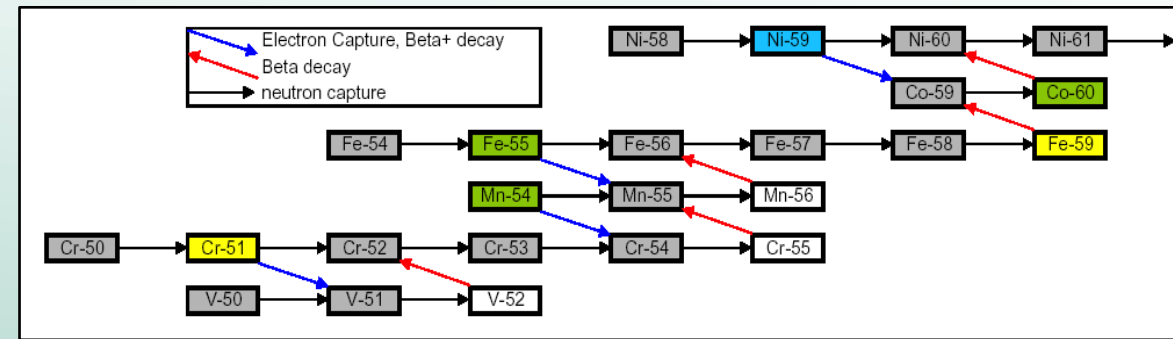 Electron Capture, Beta+ decay
Beta decay
neutron capture
Ni-58 Ni-59 Ni-60 Ni-61
Co-59 Co-60
Fe-54 Fe-55 Fe-56 Fe-57 Fe-58 Fe-59
Mn-54 Mn-55 Mn-56
Cr-50 Cr-51 Cr-52 Cr-53 Cr-54 Cr-55
V-50 V-51 V-52